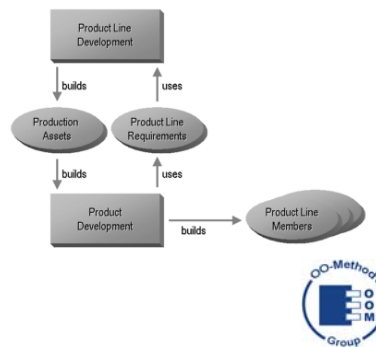 Product Line
Development
builds
uses
Production
Assets
Product Line
Requirements
builds
uses
Product
Development
builds
Product Line
Members
OO-Method
O
O
M
Group